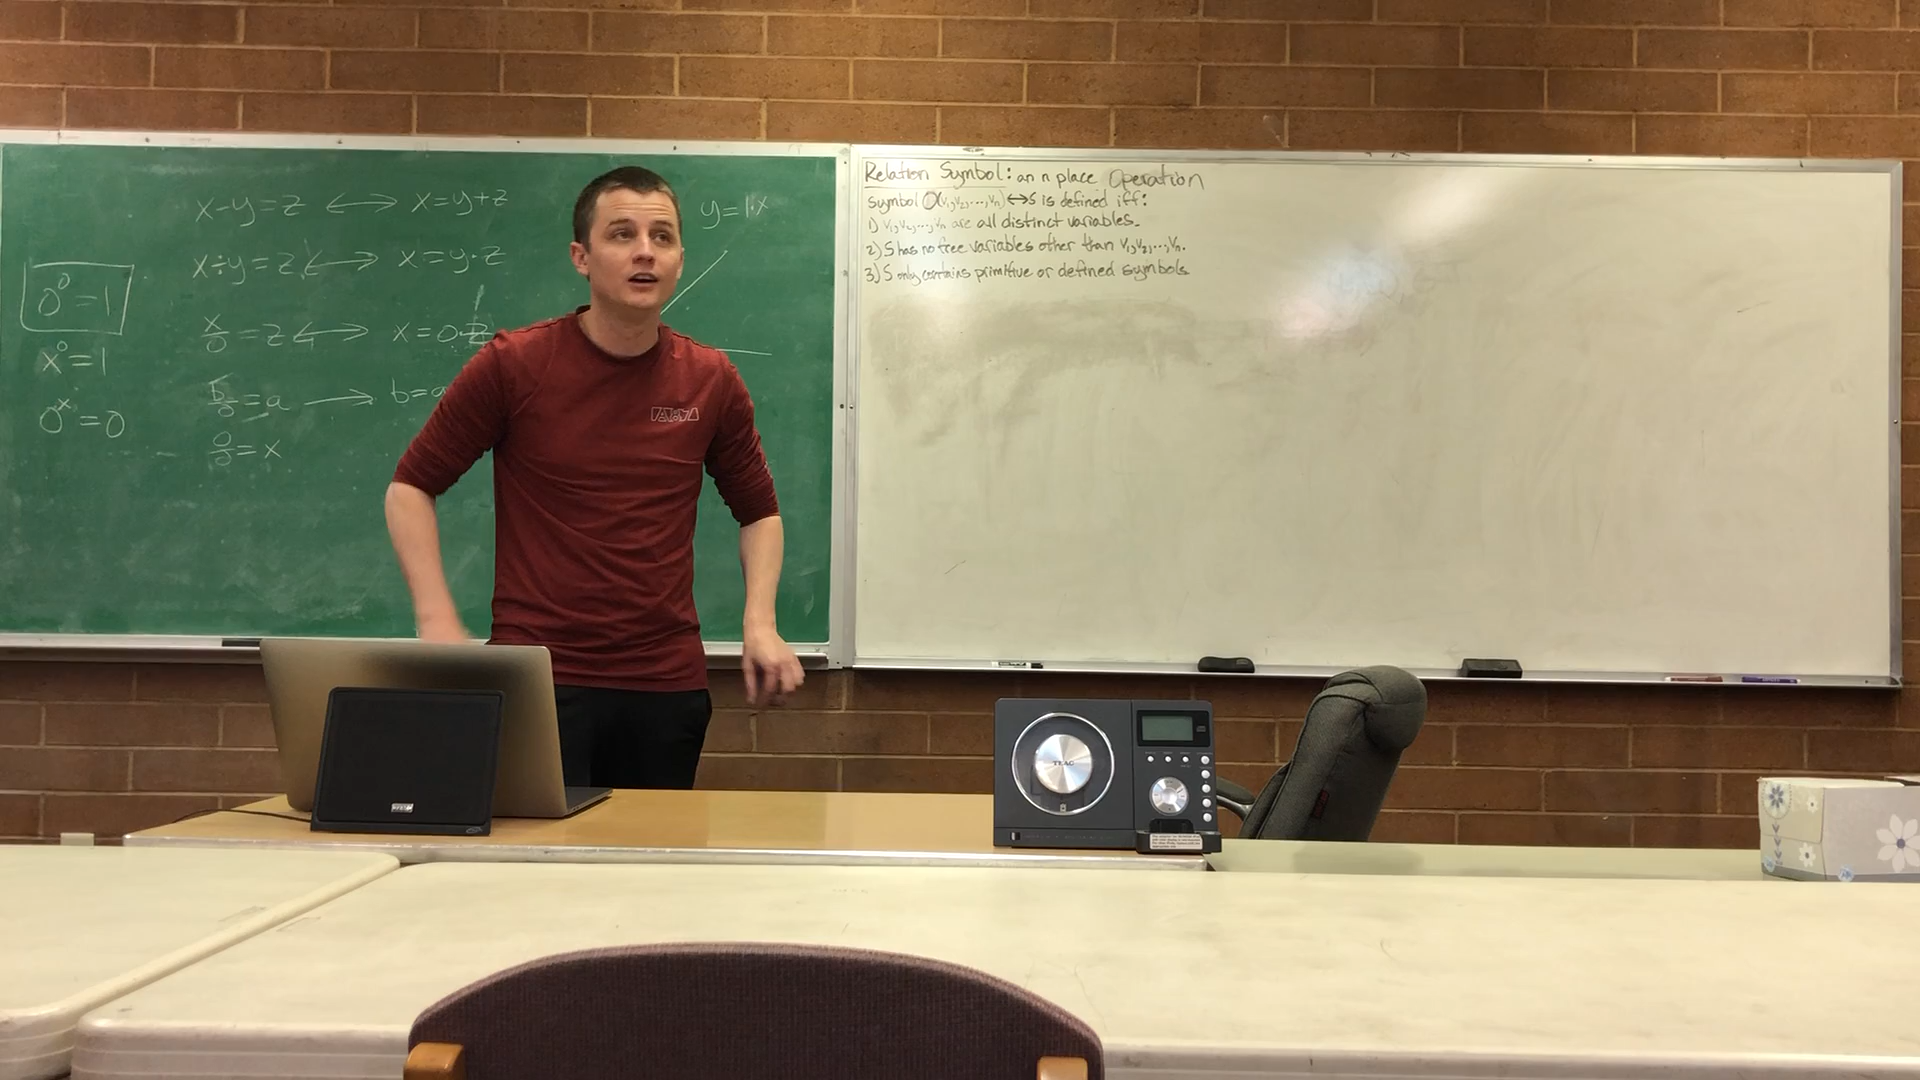 x-y=z ⟷ x=y+z
x÷y=z ⟷ x=y·z
x/0=z ⟷ x=0·z
b/0=a ⟶ b=a
0/0=x
0⁰=1
x⁰=1
0ˣ=0
y=1·x
Relation Symbol: an n place Operation
Symbol O(v₁,v₂,...,vₙ)⟷S is defined iff:
1) v₁,v₂,...,vₙ are all distinct variables.
2) S has no free variables other than v₁,v₂,...,vₙ.
3) S only contains primitive or defined symbols
TEAC